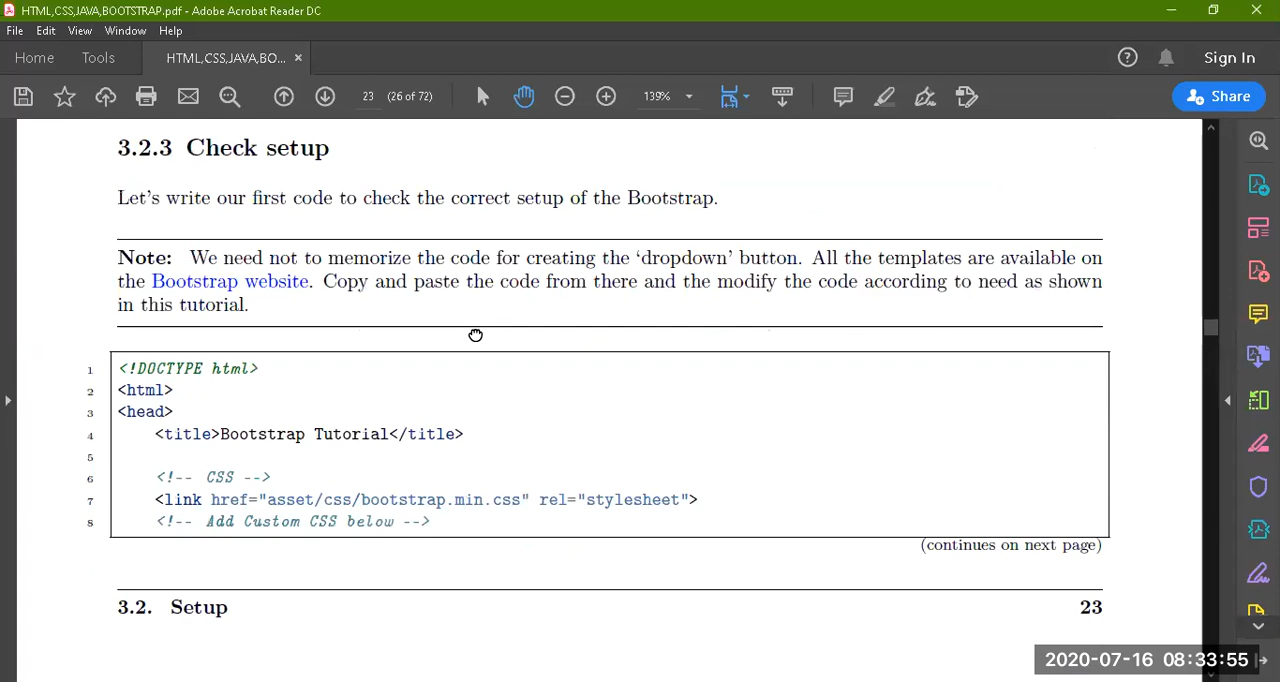 HTML,CSS,JAVA,BOOTSTRAP.pdf - Adobe Acrobat Reader DC
File Edit View Window Help
Home Tools HTML,CSS,JAVA,BO... × Sign In
23 (26 of 72) 139% Share
3.2.3 Check setup
Let's write our first code to check the correct setup of the Bootstrap.
Note: We need not to memorize the code for creating the 'dropdown' button. All the templates are available on
the Bootstrap website. Copy and paste the code from there and the modify the code according to need as shown
in this tutorial.
1 <!DOCTYPE html>
2 <html>
3 <head>
4 <title>Bootstrap Tutorial</title>
5
6 <!-- CSS -->
7 <link href="asset/css/bootstrap.min.css" rel="stylesheet">
8 <!-- Add Custom CSS below -->
(continues on next page)
3.2. Setup 23
2020-07-16 08:33:55